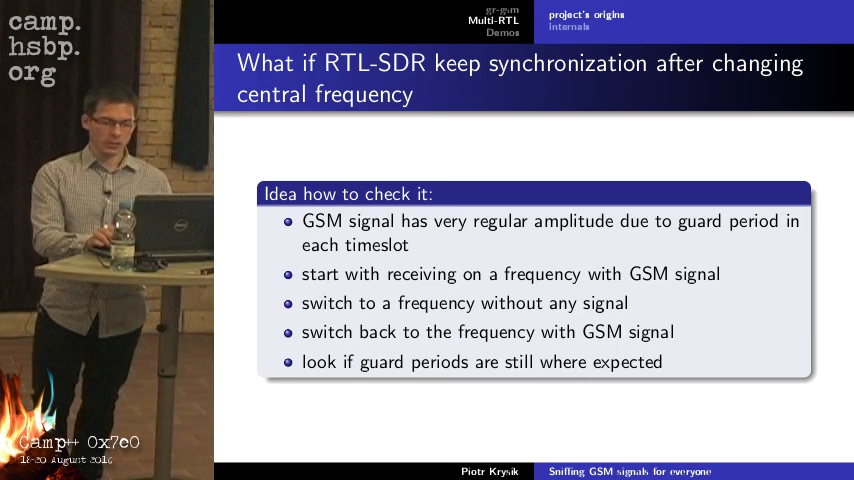 camp.
hsbp.
org
gr-gsm
Multi-RTL
Demos
project's origins
internals
What if RTL-SDR keep synchronization after changing
central frequency
Idea how to check it:
GSM signal has very regular amplitude due to guard period in
each timeslot
start with receiving on a frequency with GSM signal
switch to a frequency without any signal
switch back to the frequency with GSM signal
look if guard periods are still where expected
Camp++ 0x7e0
18-20 August 2016
Piotr Krysik
Sniffing GSM signals for everyone